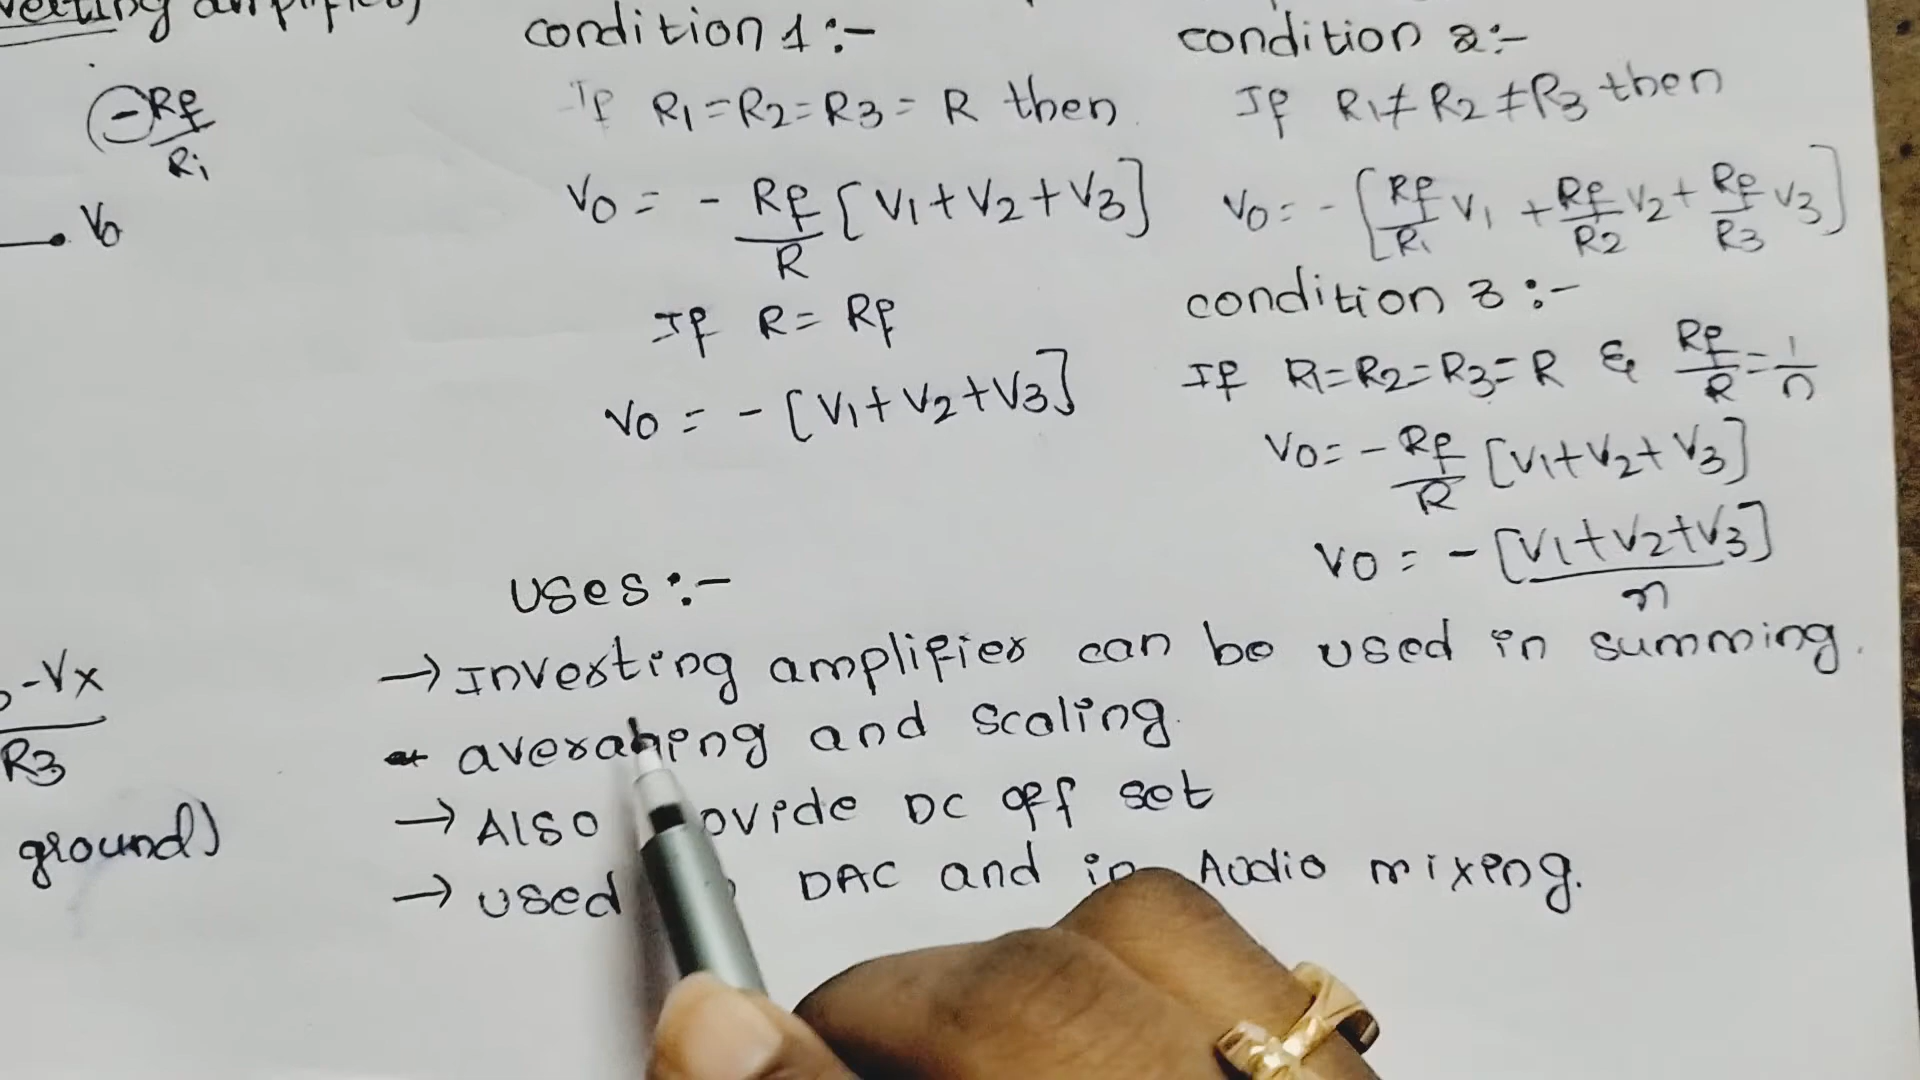 condition 1:-
If R1=R2=R3=R then
V0 = - Rf/R [V1+V2+V3]
If R=Rf
V0 = - [V1+V2+V3]
condition 2:-
If R1≠R2≠R3 then
V0 = - [Rf/R1 V1 + Rf/R2 V2 + Rf/R3 V3]
condition 3:-
If R1=R2=R3=R & Rf/R = 1/n
V0 = - Rf/R [V1+V2+V3]
V0 = - [V1+V2+V3]/n
-Rf/Ri
V0
-Vx
R3
ground)
uses:-
→ Inverting amplifier can be used in summing.
and scaling.
→ Also DC off set
→ used DAC and in Audio mixing.